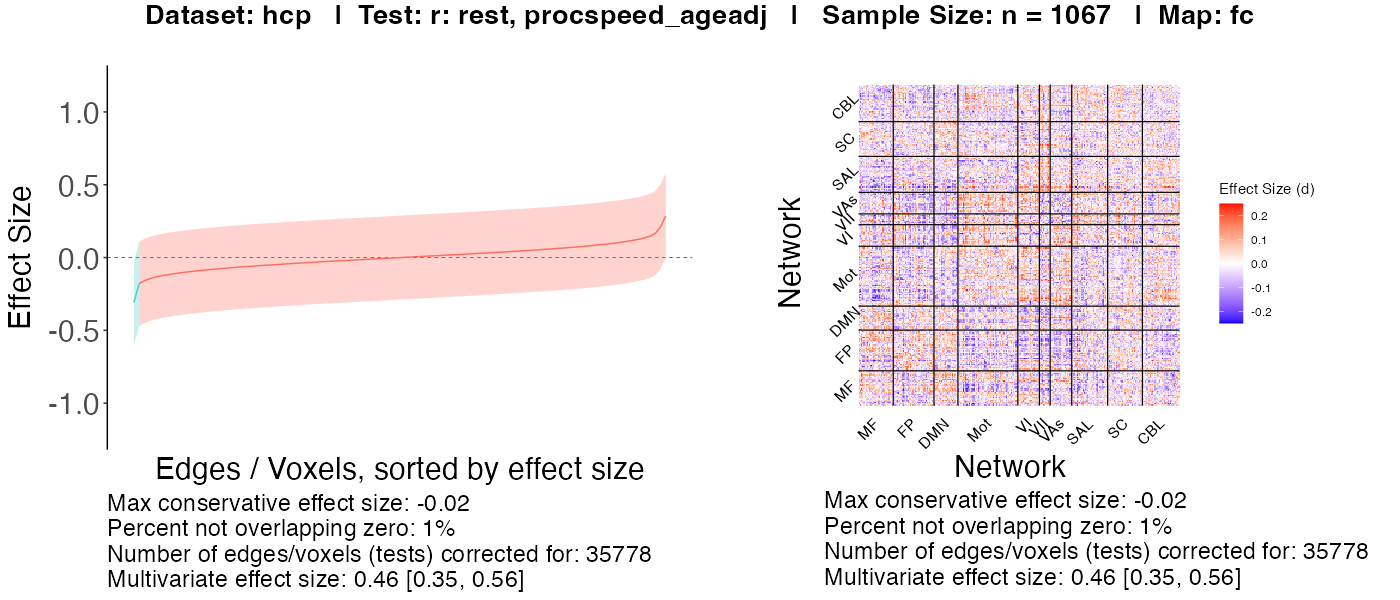 Dataset: hcp | Test: r: rest, procspeed_ageadj | Sample Size: n = 1067 | Map: fc
Effect Size
1.0
0.5
0.0
-0.5
-1.0
Edges / Voxels, sorted by effect size
Max conservative effect size: -0.02
Percent not overlapping zero: 1%
Number of edges/voxels (tests) corrected for: 35778
Multivariate effect size: 0.46 [0.35, 0.56]
Network
CBL
SC
SAL
VAs
VII
VI
Mot
DMN
FP
MF
MF FP DMN Mot VI VII VAs SAL SC CBL
Network
Effect Size (d)
0.2
0.1
0.0
-0.1
-0.2
Max conservative effect size: -0.02
Percent not overlapping zero: 1%
Number of edges/voxels (tests) corrected for: 35778
Multivariate effect size: 0.46 [0.35, 0.56]